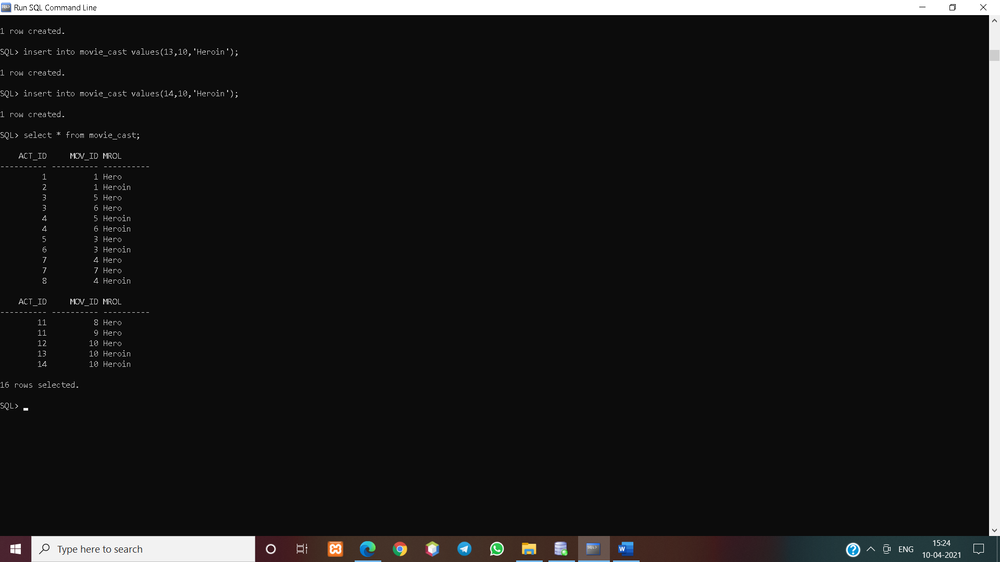 Run SQL Command Line
1 row created.
SQL> insert into movie_cast values(13,10,'Heroin');
1 row created.
SQL> insert into movie_cast values(14,10,'Heroin');
1 row created.
SQL> select * from movie_cast;
ACT_ID MOV_ID MROL
---------- ---------- ----------
1 1 Hero
2 1 Heroin
3 5 Hero
3 6 Hero
4 5 Heroin
4 6 Heroin
5 3 Hero
6 3 Heroin
7 4 Hero
7 7 Hero
8 4 Heroin
ACT_ID MOV_ID MROL
---------- ---------- ----------
11 8 Hero
11 9 Hero
12 10 Hero
13 10 Heroin
14 10 Heroin
16 rows selected.
SQL>
Type here to search
ENG
15:24
10-04-2021